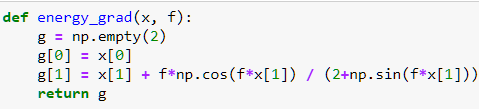 def energy_grad(x, f):
    g = np.empty(2)
    g[0] = x[0]
    g[1] = x[1] + f*np.cos(f*x[1]) / (2+np.sin(f*x[1]))
    return g